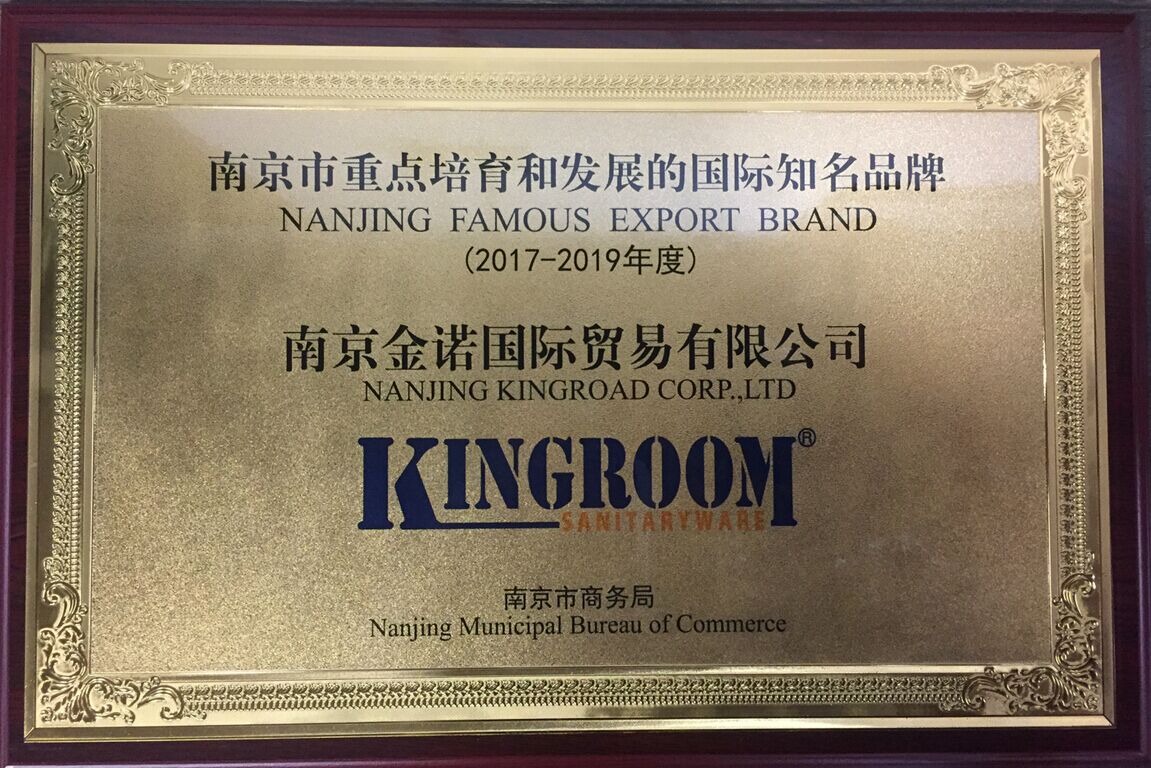 南京市重点培育和发展的国际知名品牌
NANJING FAMOUS EXPORT BRAND
(2017-2019年度)
南京金诺国际贸易有限公司
NANJING KINGROAD CORP.,LTD
KINGROOM®
SANITARYWARE
南京市商务局
Nanjing Municipal Bureau of Commerce